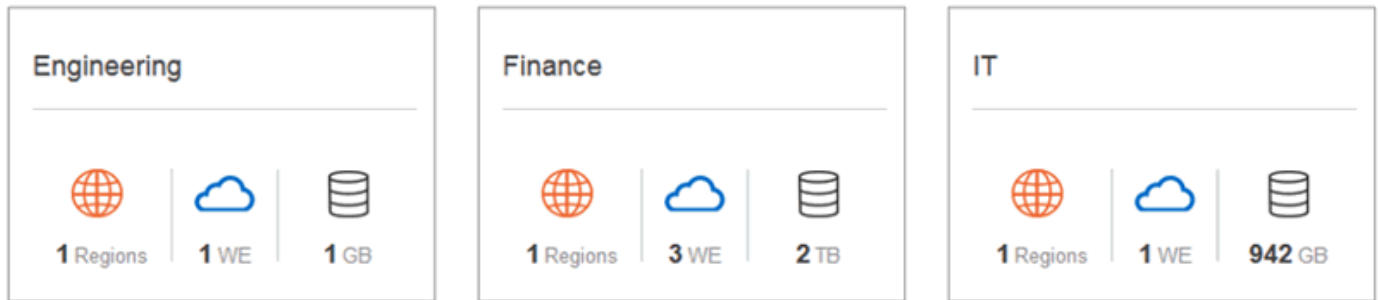 Engineering
1 Regions
1 WE
1 GB
Finance
1 Regions
3 WE
2 TB
IT
1 Regions
1 WE
942 GB